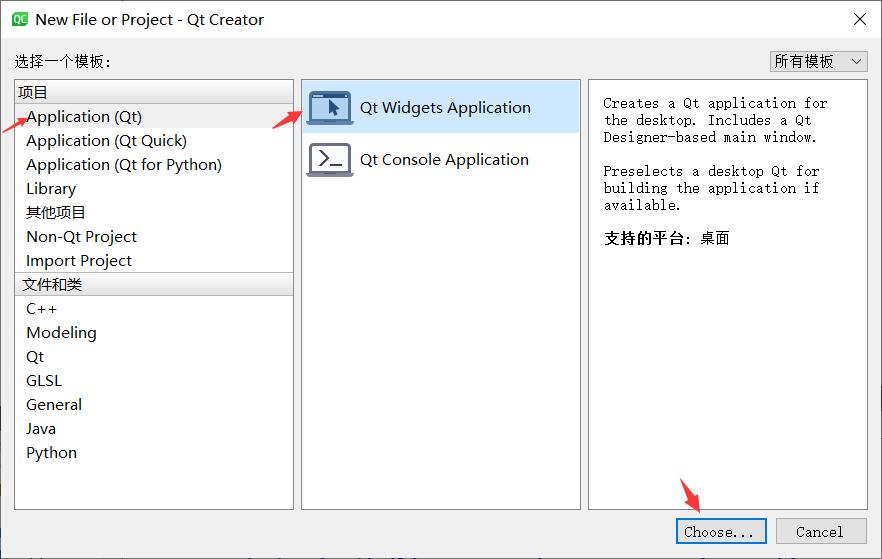 QC New File or Project - Qt Creator
选择一个模板:
所有模板
项目
Application (Qt)
Application (Qt Quick)
Application (Qt for Python)
Library
其他项目
Non-Qt Project
Import Project
文件和类
C++
Modeling
Qt
GLSL
General
Java
Python
Qt Widgets Application
Qt Console Application
Creates a Qt application for
the desktop. Includes a Qt
Designer-based main window.
Preselects a desktop Qt for
building the application if
available.
支持的平台: 桌面
Choose...
Cancel